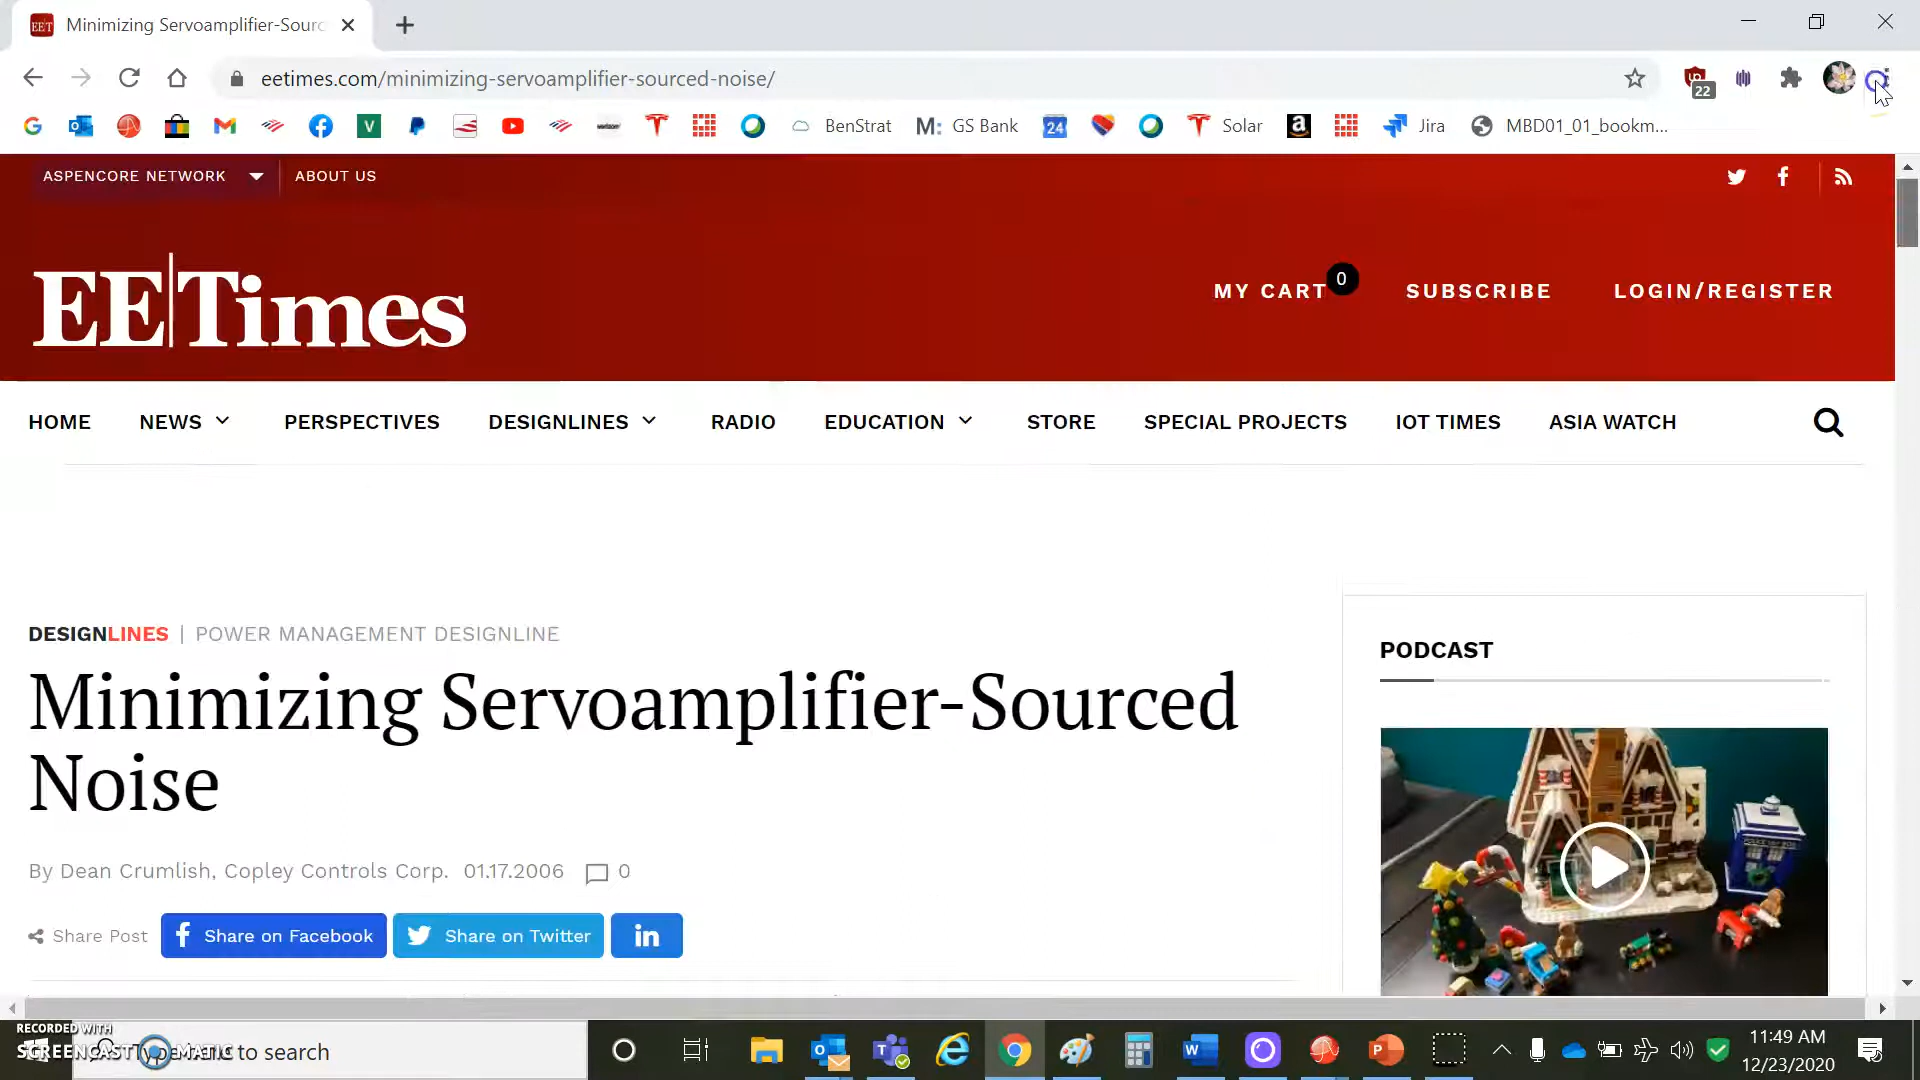 Minimizing Servoamplifier-Sourc
eetimes.com/minimizing-servoamplifier-sourced-noise/
22
BenStrat
M: GS Bank
24
Solar
Jira
MBD01_01_bookm...
ASPENCORE NETWORK
ABOUT US
EETimes
MY CART 0
SUBSCRIBE
LOGIN/REGISTER
HOME
NEWS
PERSPECTIVES
DESIGNLINES
RADIO
EDUCATION
STORE
SPECIAL PROJECTS
IOT TIMES
ASIA WATCH
DESIGNLINES | POWER MANAGEMENT DESIGNLINE
Minimizing Servoamplifier-Sourced
Noise
By Dean Crumlish, Copley Controls Corp. 01.17.2006 0
Share Post
Share on Facebook
Share on Twitter
in
PODCAST
RECORDED WITH
SCREENCAST MATIC
to search
11:49 AM
12/23/2020